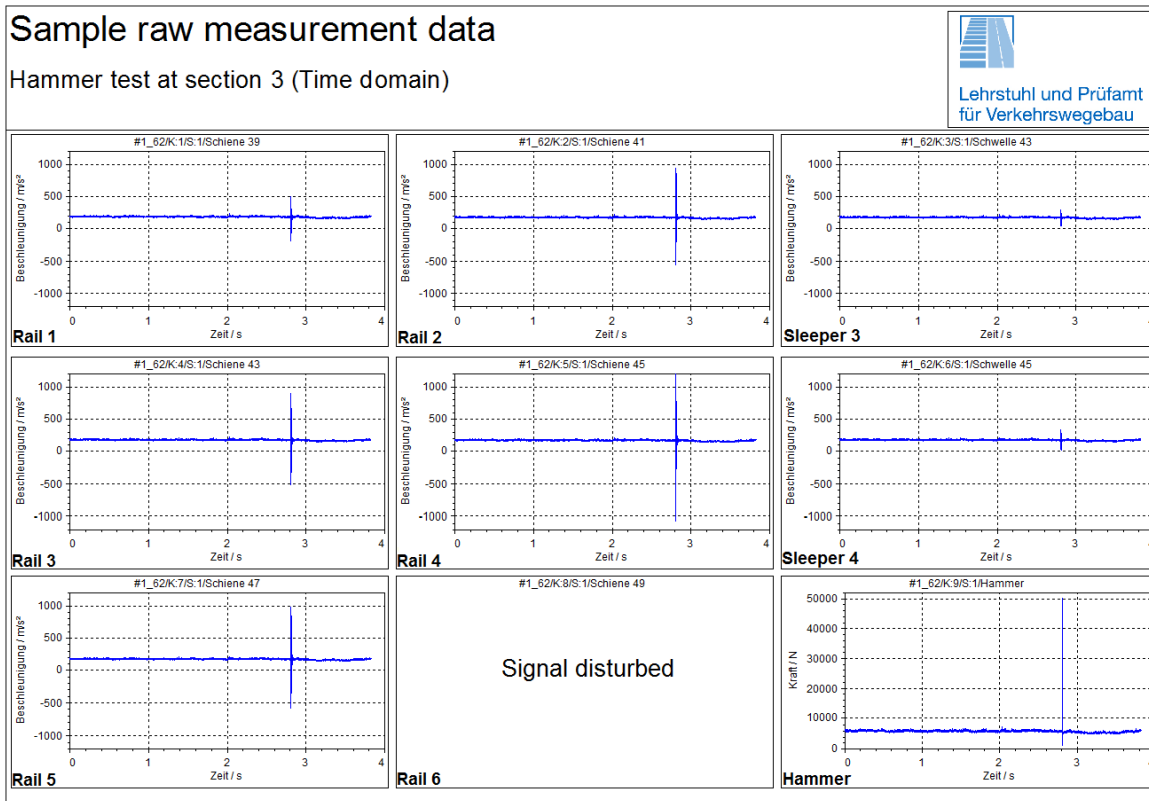 Sample raw measurement data
Hammer test at section 3 (Time domain)
Lehrstuhl und Prüfamt
für Verkehrswegebau
#1_62/K:1/S:1/Schiene 39
1000
500
0
-500
-1000
Beschleunigung / m/s²
0 1 2 3 4
Zeit / s
Rail 1
#1_62/K:2/S:1/Schiene 41
1000
500
0
-500
-1000
Beschleunigung / m/s²
0 1 2 3 4
Zeit / s
Rail 2
#1_62/K:3/S:1/Schwelle 43
1000
500
0
-500
-1000
Beschleunigung / m/s²
0 1 2 3
Zeit / s
Sleeper 3
#1_62/K:4/S:1/Schiene 43
1000
500
0
-500
-1000
Beschleunigung / m/s²
0 1 2 3 4
Zeit / s
Rail 3
#1_62/K:5/S:1/Schiene 45
1000
500
0
-500
-1000
Beschleunigung / m/s²
0 1 2 3 4
Zeit / s
Rail 4
#1_62/K:6/S:1/Schwelle 45
1000
500
0
-500
-1000
Beschleunigung / m/s²
0 1 2 3
Zeit / s
Sleeper 4
#1_62/K:7/S:1/Schiene 47
1000
500
0
-500
-1000
Beschleunigung / m/s²
0 1 2 3 4
Zeit / s
Rail 5
#1_62/K:8/S:1/Schiene 49
Signal disturbed
Rail 6
#1_62/K:9/S:1/Hammer
50000
40000
30000
20000
10000
0
Kraft / N
0 1 2 3
Zeit / s
Hammer